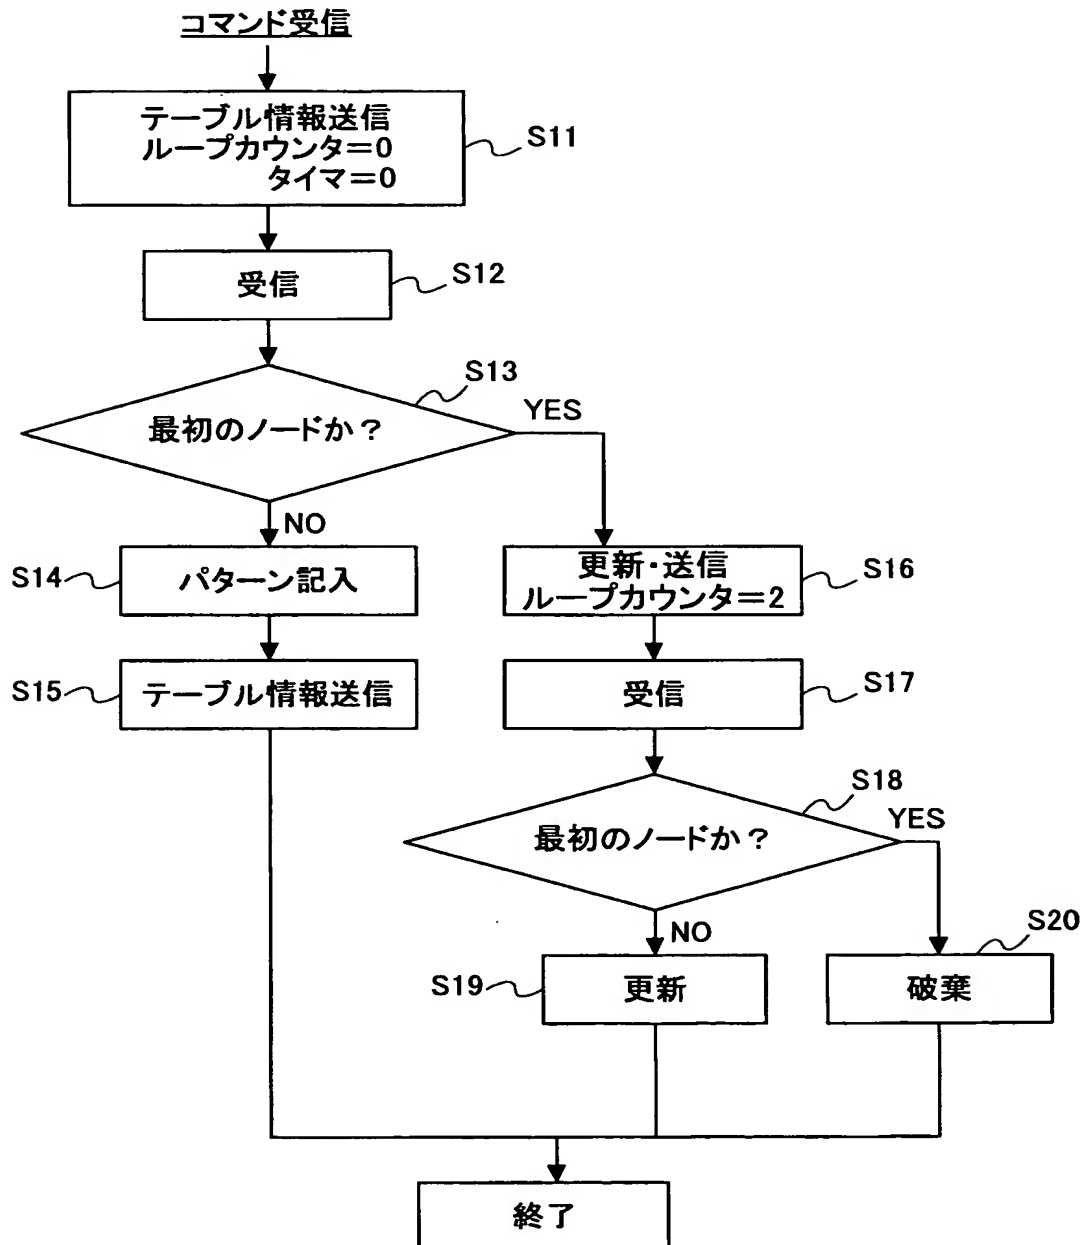 コマンド受信
テーブル情報送信
ループカウンタ=0
タイマ=0
S11
受信
S12
最初のノードか?
S13
YES
NO
S14
パターン記入
更新・送信
ループカウンタ=2
S16
S15
テーブル情報送信
受信
S17
最初のノードか?
S18
YES
NO
S19
更新
破棄
S20
終了